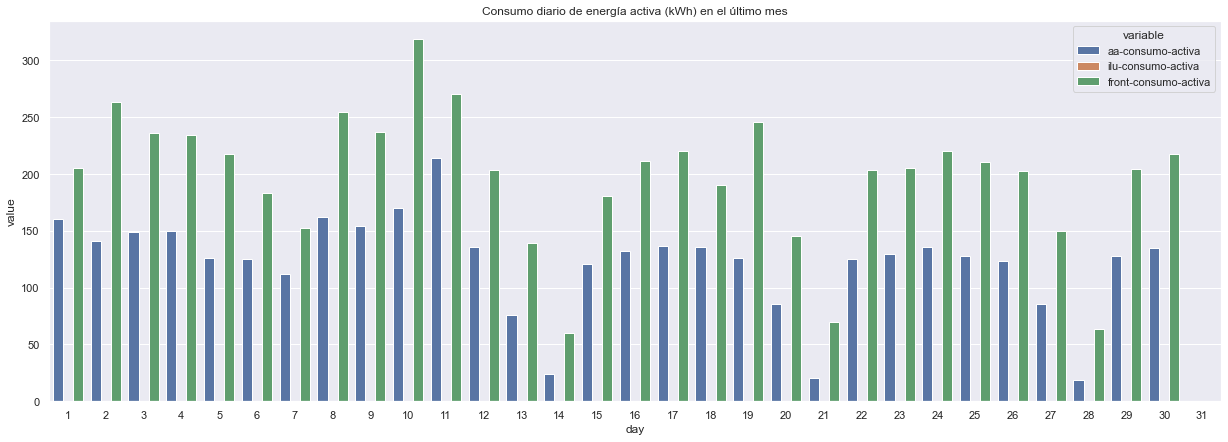 Consumo diario de energía activa (kWh) en el último mes
variable
aa-consumo-activa
ilu-consumo-activa
front-consumo-activa
300
250
200
150
100
50
0
value
1 2 3 4 5 6 7 8 9 10 11 12 13 14 15 16 17 18 19 20 21 22 23 24 25 26 27 28 29 30 31
day